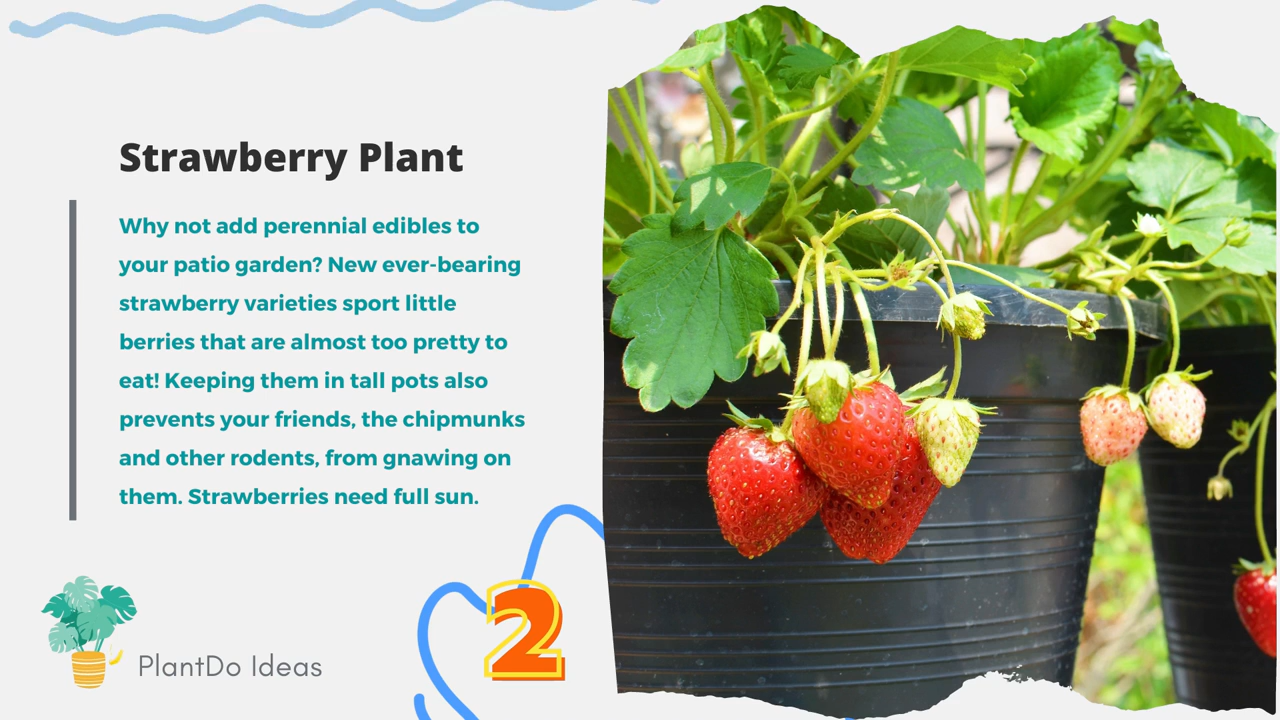 Strawberry Plant
Why not add perennial edibles to
your patio garden? New ever-bearing
strawberry varieties sport little
berries that are almost too pretty to
eat! Keeping them in tall pots also
prevents your friends, the chipmunks
and other rodents, from gnawing on
them. Strawberries need full sun.
PlantDo Ideas
2